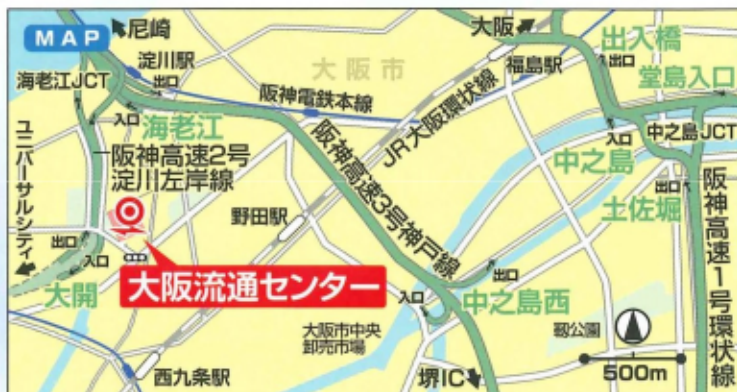 MAP
尼崎
淀川駅
大阪市
大阪
出入橋
出口
福島駅
堂島入口
海老江JCT
出口
阪神電鉄本線
JR大阪環状線
入口
海老江
入口
中之島JCT
阪神高速2号
淀川左岸線
阪神高速3号神戸線
中之島
土佐堀
ユニバーサルシティ
野田駅
阪神高速1号環状線
出口
入口
大開
大阪流通センター
入口
出口
中之島西
大阪市中央
卸売市場
靱公園
西九条駅
堺IC
500m